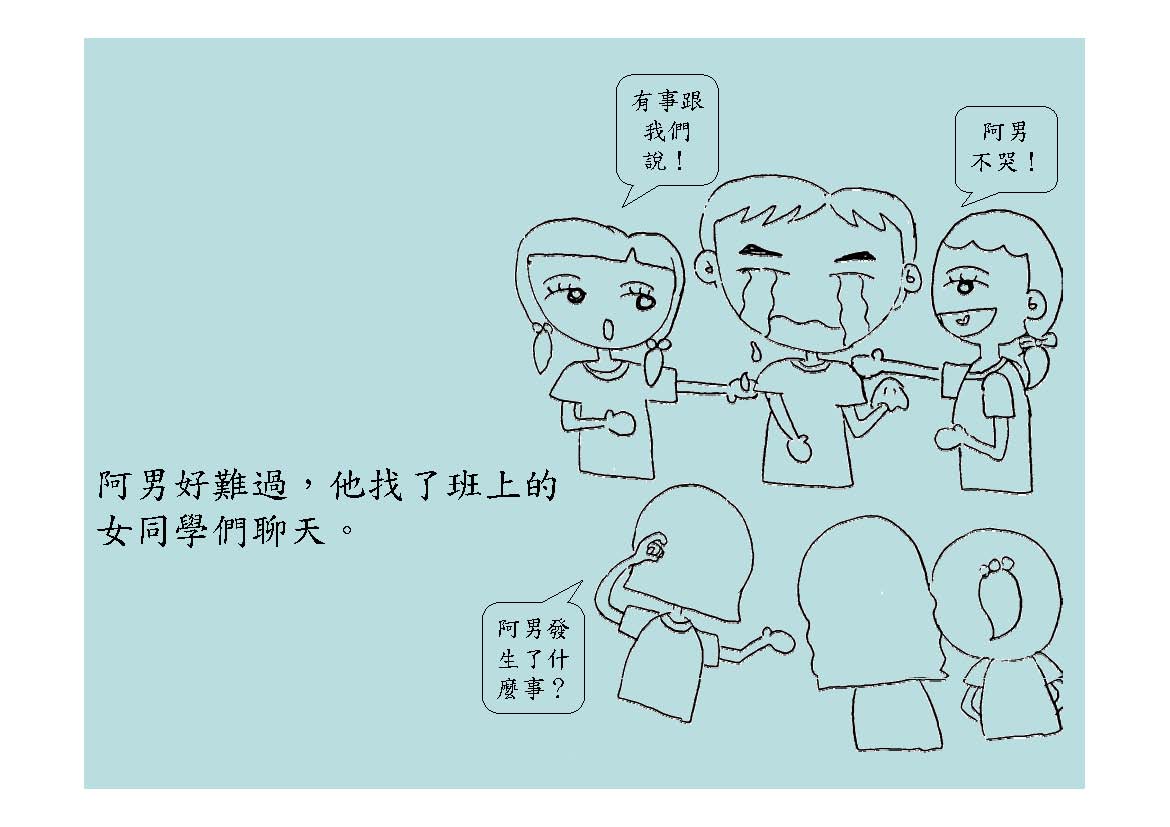 有事跟
我們
說！
阿男
不哭！
阿男好難過，他找了班上的
女同學們聊天。
阿男發
生了什
麼事？